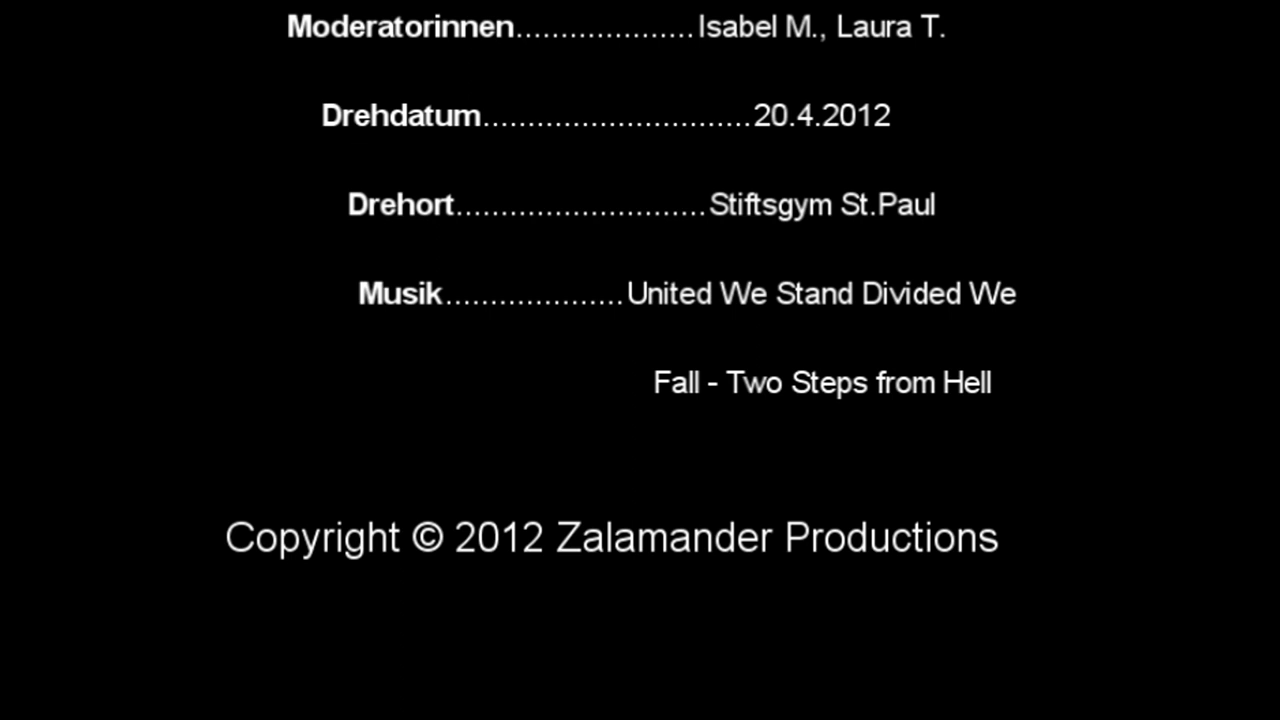 Moderatorinnen....................Isabel M., Laura T.
Drehdatum..............................20.4.2012
Drehort............................Stiftsgym St.Paul
Musik....................United We Stand Divided We
Fall - Two Steps from Hell
Copyright © 2012 Zalamander Productions